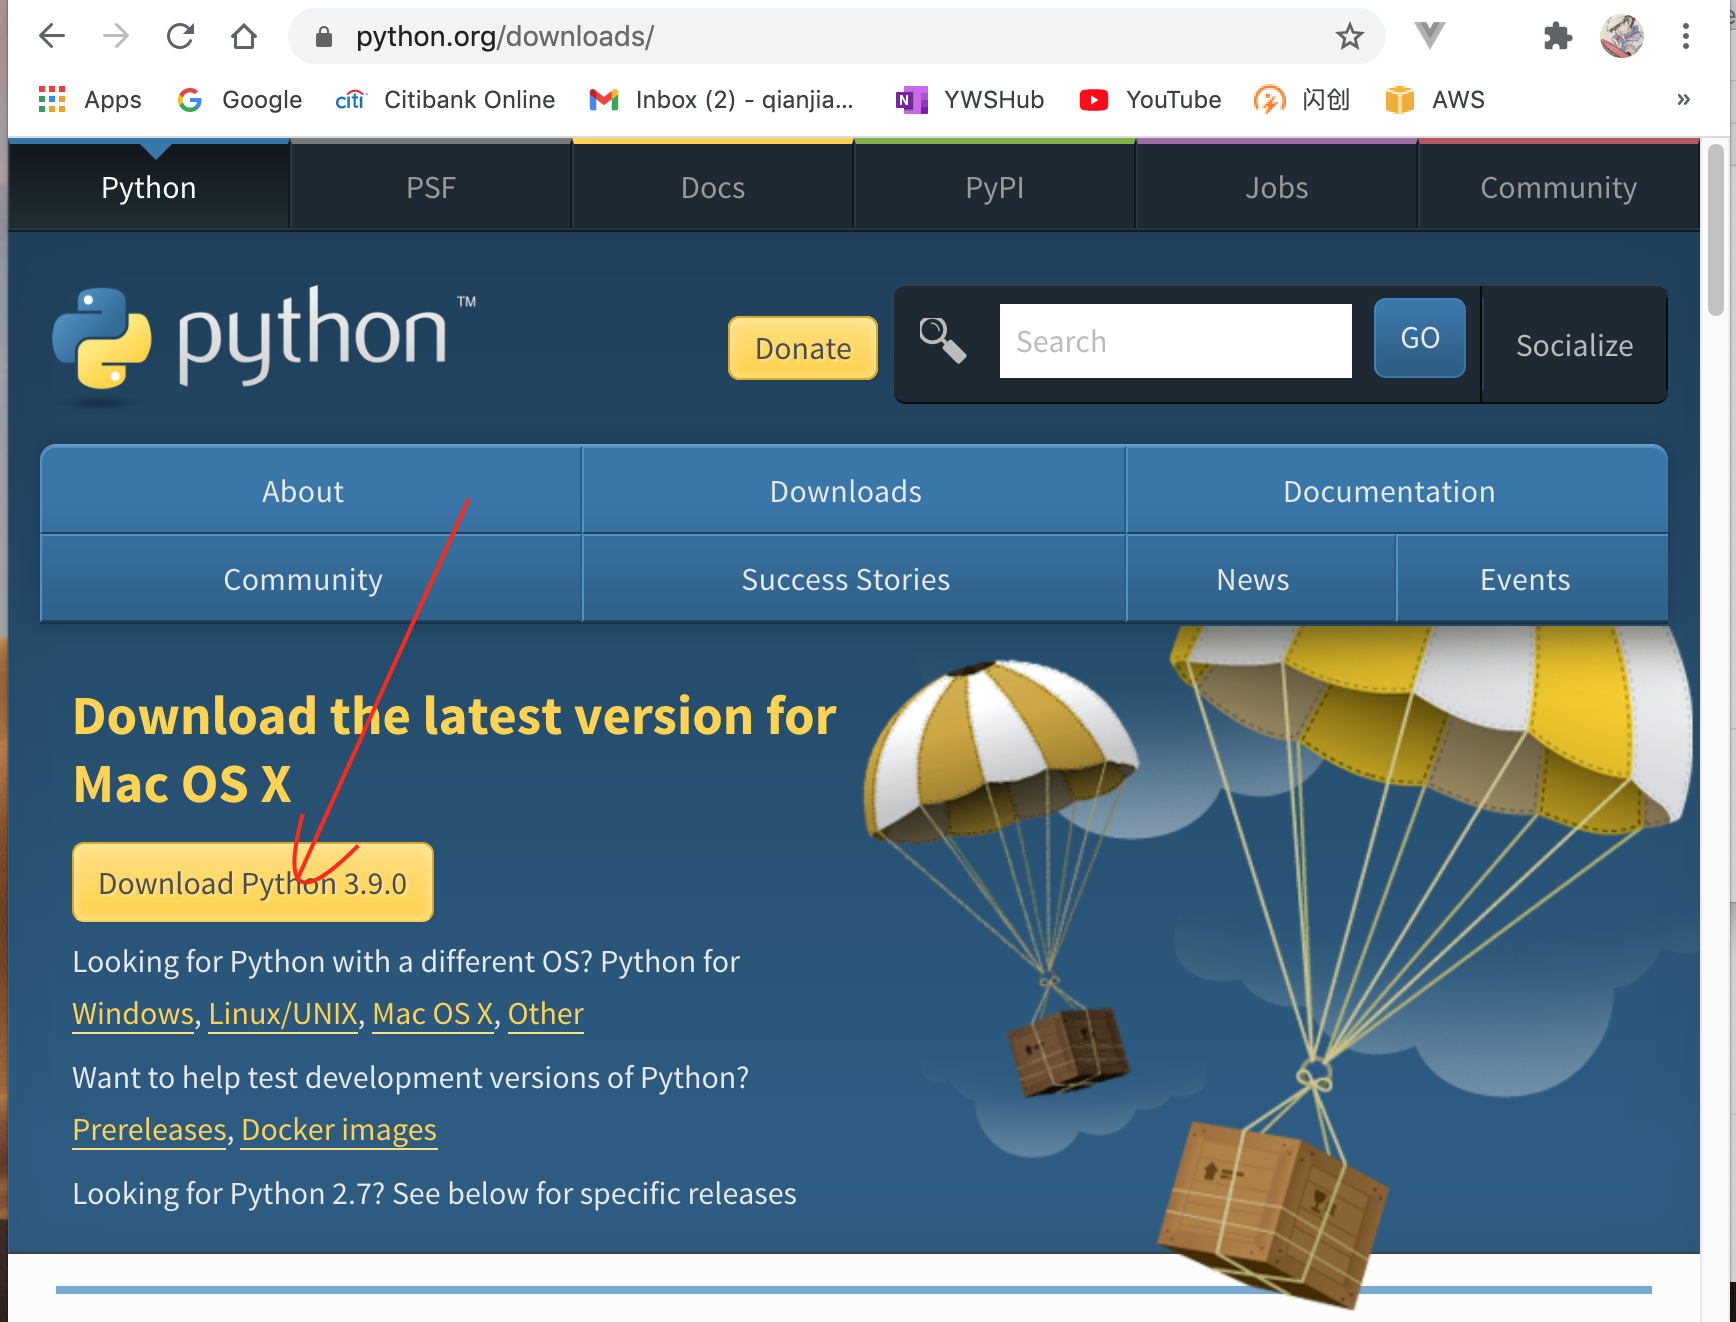 python.org/downloads/
Apps Google citi Citibank Online Inbox (2) - qianjia... N YWSHub YouTube 闪创 AWS »
Python PSF Docs PyPI Jobs Community
python™ Donate Search GO Socialize
About Downloads Documentation
Community Success Stories News Events
Download the latest version for
Mac OS X
Download Python 3.9.0
Looking for Python with a different OS? Python for
Windows, Linux/UNIX, Mac OS X, Other
Want to help test development versions of Python?
Prereleases, Docker images
Looking for Python 2.7? See below for specific releases